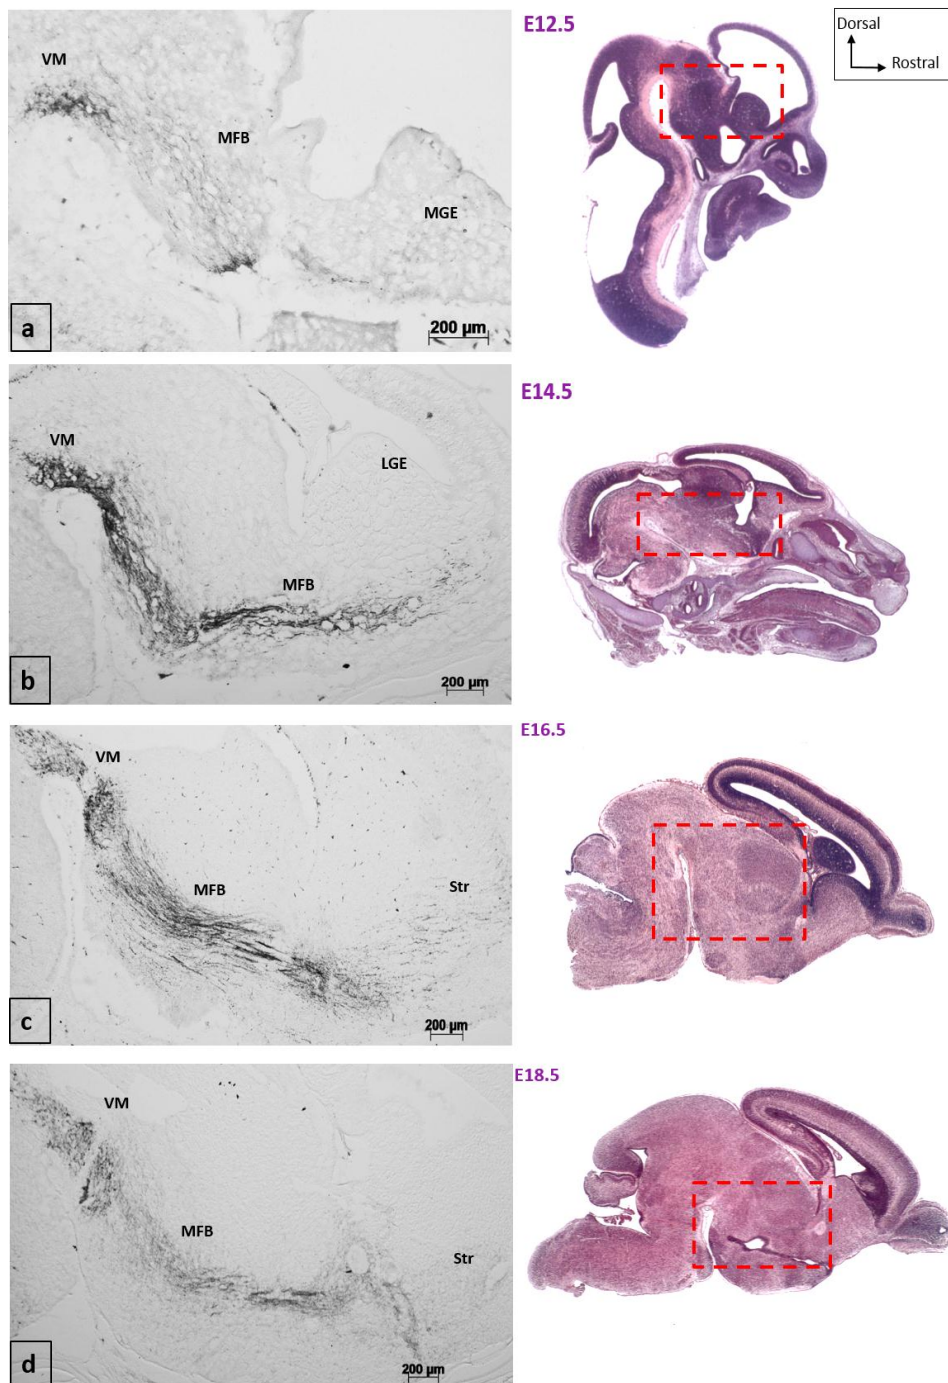 E12.5
Dorsal
Rostral
VM
MFB
MGE
a
200 µm
E14.5
VM
LGE
MFB
b
200 µm
E16.5
VM
MFB
Str
c
200 µm
E18.5
VM
MFB
Str
d
200 µm